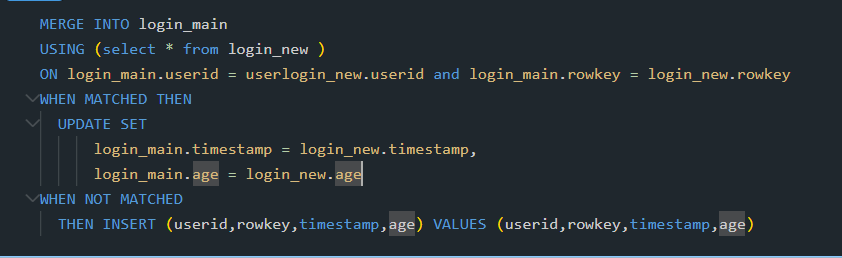 MERGE INTO login_main
USING (select * from login_new )
ON login_main.userid = userlogin_new.userid and login_main.rowkey = login_new.rowkey
WHEN MATCHED THEN
UPDATE SET
login_main.timestamp = login_new.timestamp,
login_main.age = login_new.age
WHEN NOT MATCHED
THEN INSERT (userid,rowkey,timestamp,age) VALUES (userid,rowkey,timestamp,age)